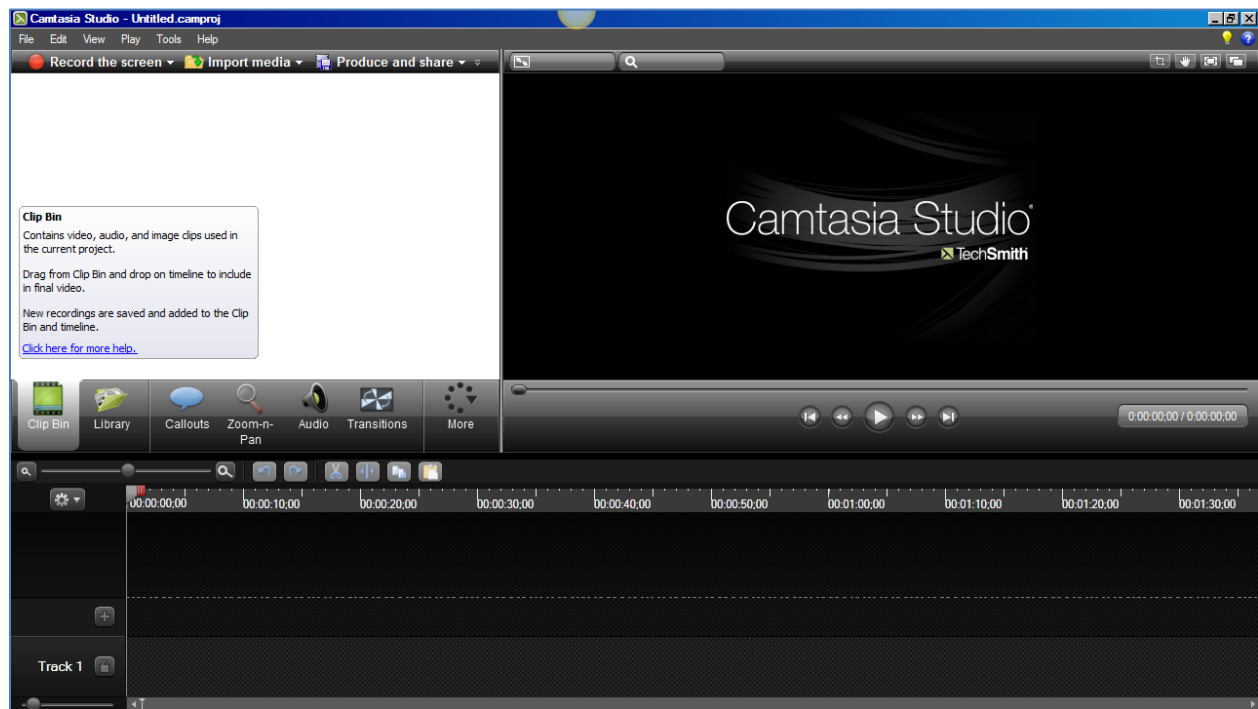 Camtasia Studio - Untitled.camproj
File Edit View Play Tools Help
Record the screen Import media Produce and share
Clip Bin
Contains video, audio, and image clips used in
the current project.
Drag from Clip Bin and drop on timeline to include
in final video.
New recordings are saved and added to the Clip
Bin and timeline.
Click here for more help.
Camtasia Studio®
TechSmith
Clip Bin Library Callouts Zoom-n-Pan Audio Transitions More
0:00:00;00 / 0:00:00;00
00:00:00;00 00:00:10;00 00:00:20;00 00:00:30;00 00:00:40;00 00:00:50;00 00:01:00;00 00:01:10;00 00:01:20;00 00:01:30;00
Track 1